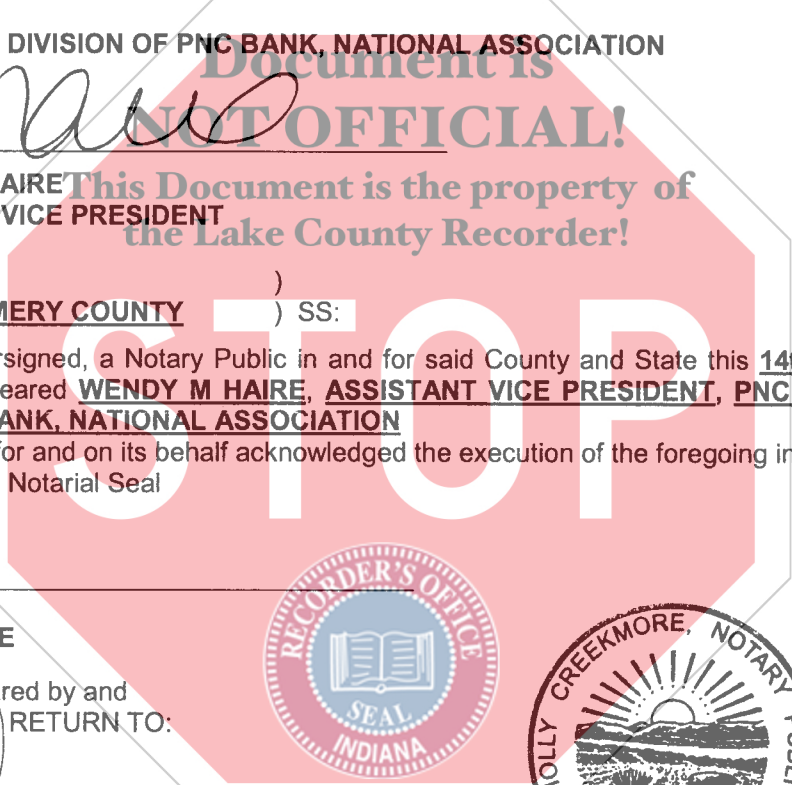 DIVISION OF PNC BANK, NATIONAL ASSOCIATION
Document is
NOT OFFICIAL!
AIRE
This Document is the property of
VICE PRESIDENT
the Lake County Recorder!
)
MERY COUNTY ) SS:
STOP
rsigned, a Notary Public in and for said County and State this 14t
eared WENDY M HAIRE, ASSISTANT VICE PRESIDENT, PNC
ANK, NATIONAL ASSOCIATION
for and on its behalf acknowledged the execution of the foregoing in
Notarial Seal
RECORDER'S OFFICE
SEAL
INDIANA
E
red by and
RETURN TO:
OLLY CREEKMORE, NOTARY PUBLI